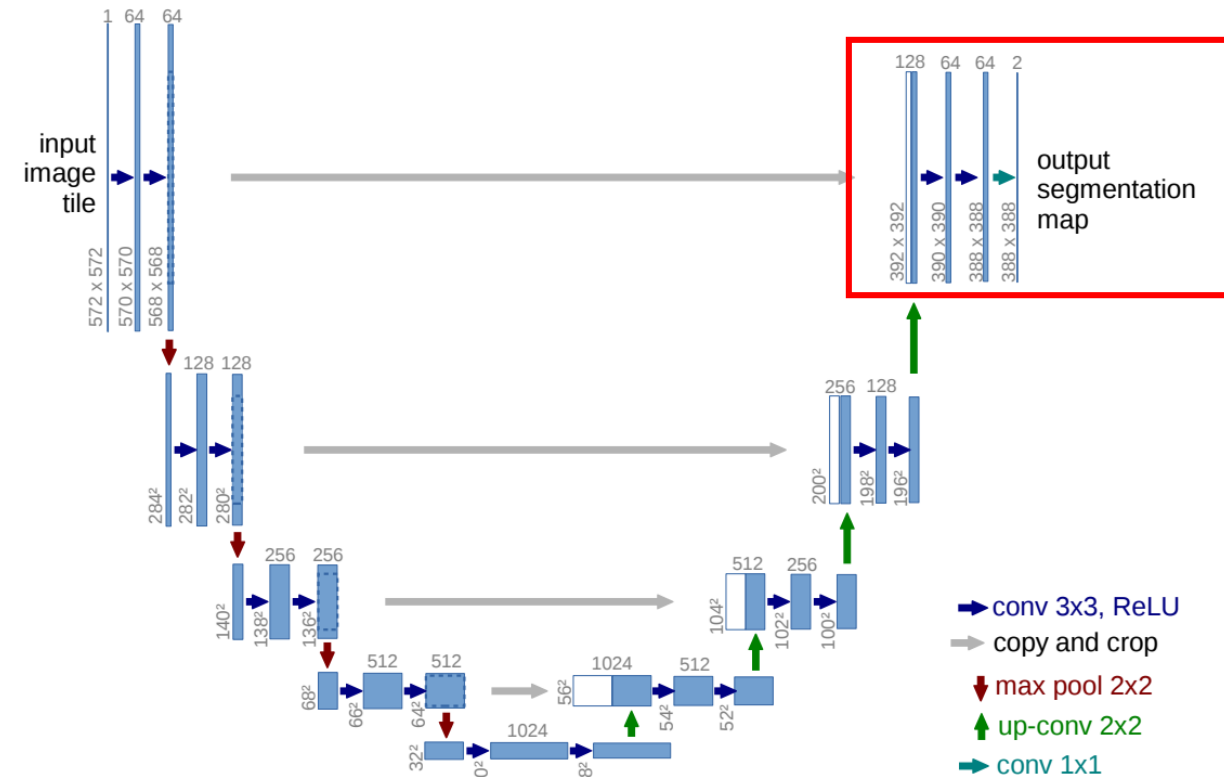 1 64 64
input
image
tile
572 x 572
570 x 570
568 x 568
128 64 64 2
392 x 392
390 x 390
388 x 388
388 x 388
output
segmentation
map
128 128
284²
282²
280²
256 128
200²
198²
196²
256 256
140²
138²
136²
512 256
104²
102²
100²
512 512
68²
66²
64²
1024 512
56²
54²
52²
1024
32²
0²
8²
conv 3x3, ReLU
copy and crop
max pool 2x2
up-conv 2x2
conv 1x1